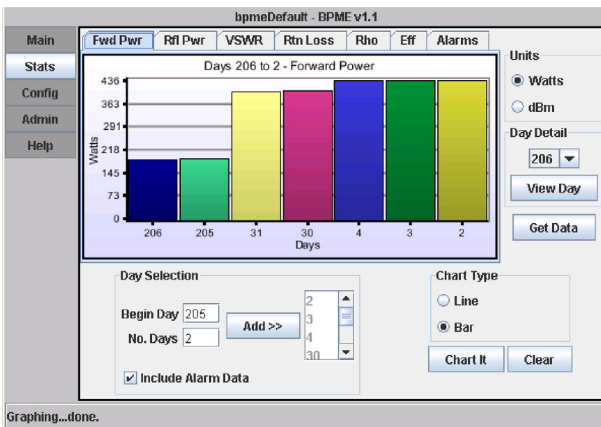 bpmeDefault - BPME v1.1
Main
Stats
Config
Admin
Help
Fwd Pwr Rfl Pwr VSWR Rtn Loss Rho Eff Alarms
Days 206 to 2 - Forward Power
Watts
436
363
291
218
145
73
0
206 205 31 30 4 3 2
Days
Units
Watts
dBm
Day Detail
206
View Day
Get Data
Day Selection
Begin Day 205
No. Days 2
Add >>
2
3
4
30
Include Alarm Data
Chart Type
Line
Bar
Chart It Clear
Graphing...done.